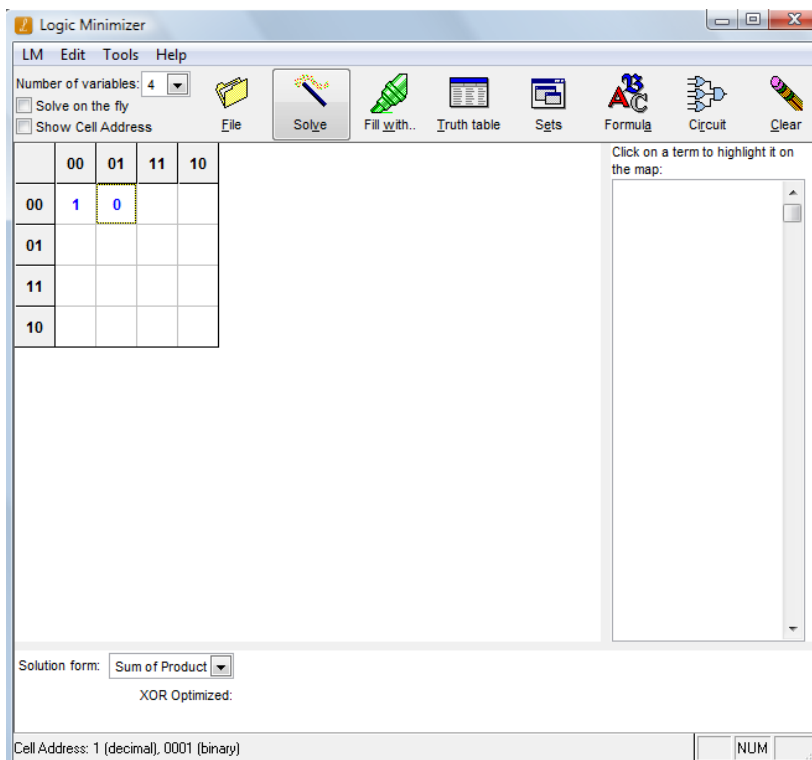 Logic Minimizer
LM Edit Tools Help
Number of variables: 4
Solve on the fly
Show Cell Address
File Solve Fill with.. Truth table Sets Formula Circuit Clear
00 01 11 10
00 1 0
01
11
10
Click on a term to highlight it on
the map:
Solution form: Sum of Product
XOR Optimized:
Cell Address: 1 (decimal), 0001 (binary) NUM